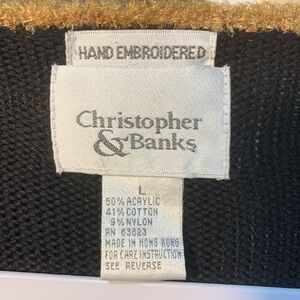 HAND EMBROIDERED
Christopher
& Banks
L
50% ACRYLIC
41% COTTON
9% NYLON
RN 63823
MADE IN HONG KONG
FOR CARE INSTRUCTION
SEE REVERSE